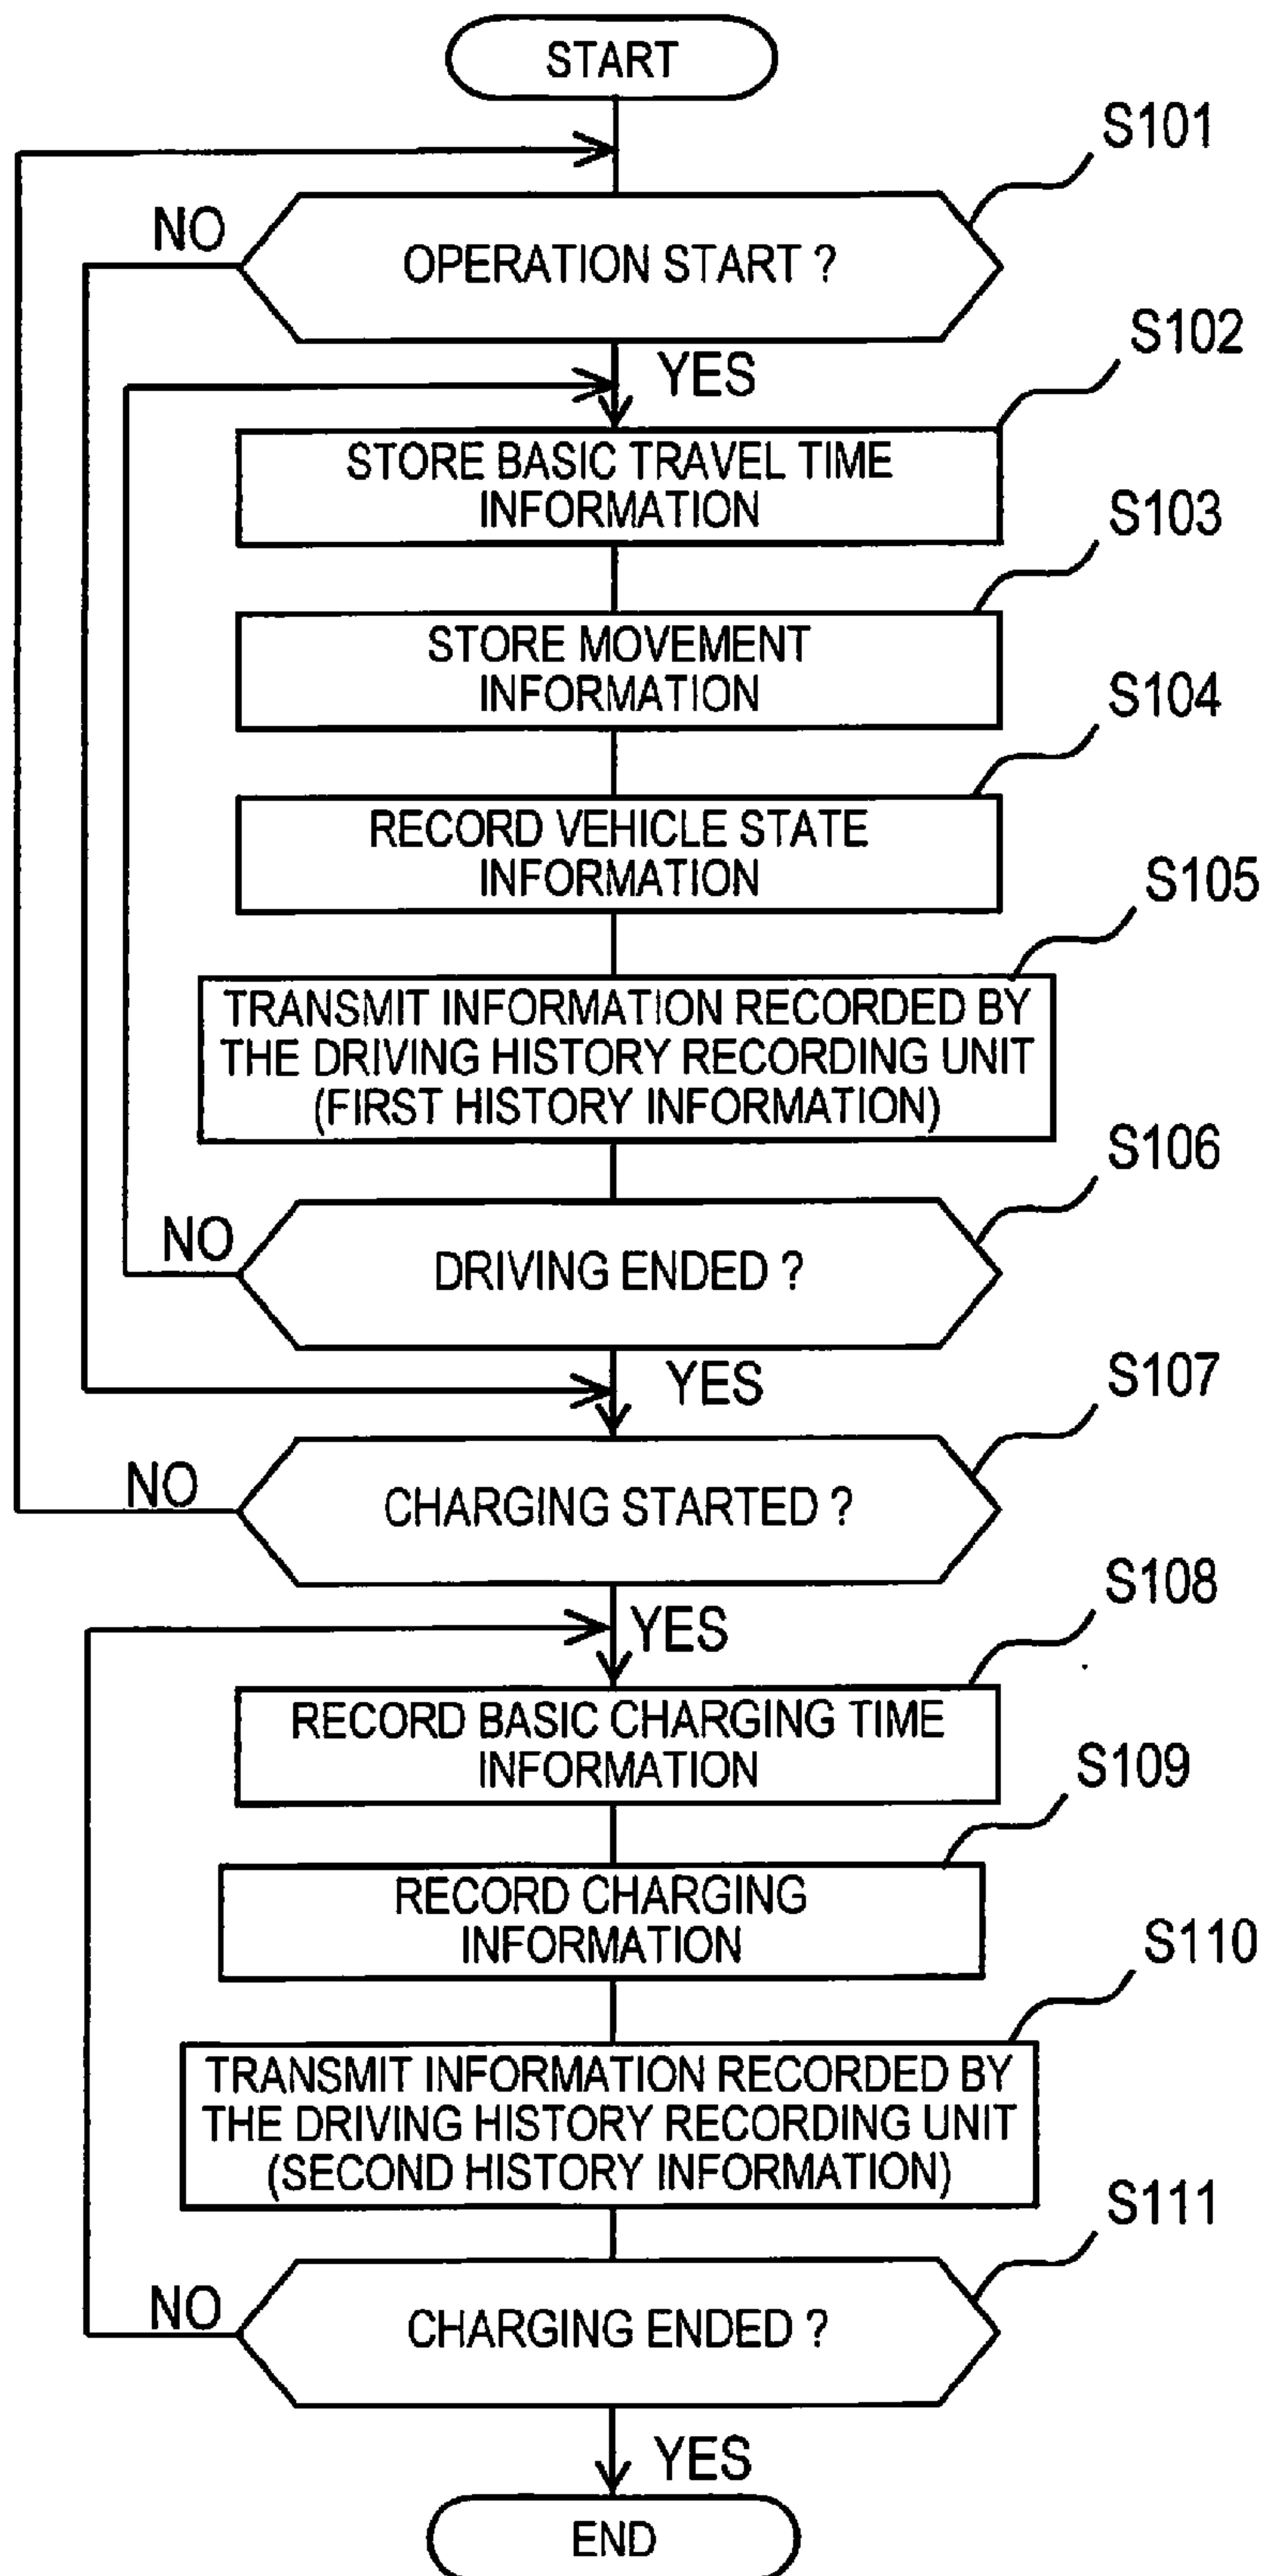 START
S101
NO
OPERATION START ?
S102
YES
STORE BASIC TRAVEL TIME
INFORMATION
S103
STORE MOVEMENT
INFORMATION
S104
RECORD VEHICLE STATE
INFORMATION
S105
TRANSMIT INFORMATION RECORDED BY
THE DRIVING HISTORY RECORDING UNIT
(FIRST HISTORY INFORMATION)
S106
NO
DRIVING ENDED ?
S107
YES
NO
CHARGING STARTED ?
S108
YES
RECORD BASIC CHARGING TIME
INFORMATION
S109
RECORD CHARGING
INFORMATION
S110
TRANSMIT INFORMATION RECORDED BY
THE DRIVING HISTORY RECORDING UNIT
(SECOND HISTORY INFORMATION)
S111
NO
CHARGING ENDED ?
YES
END